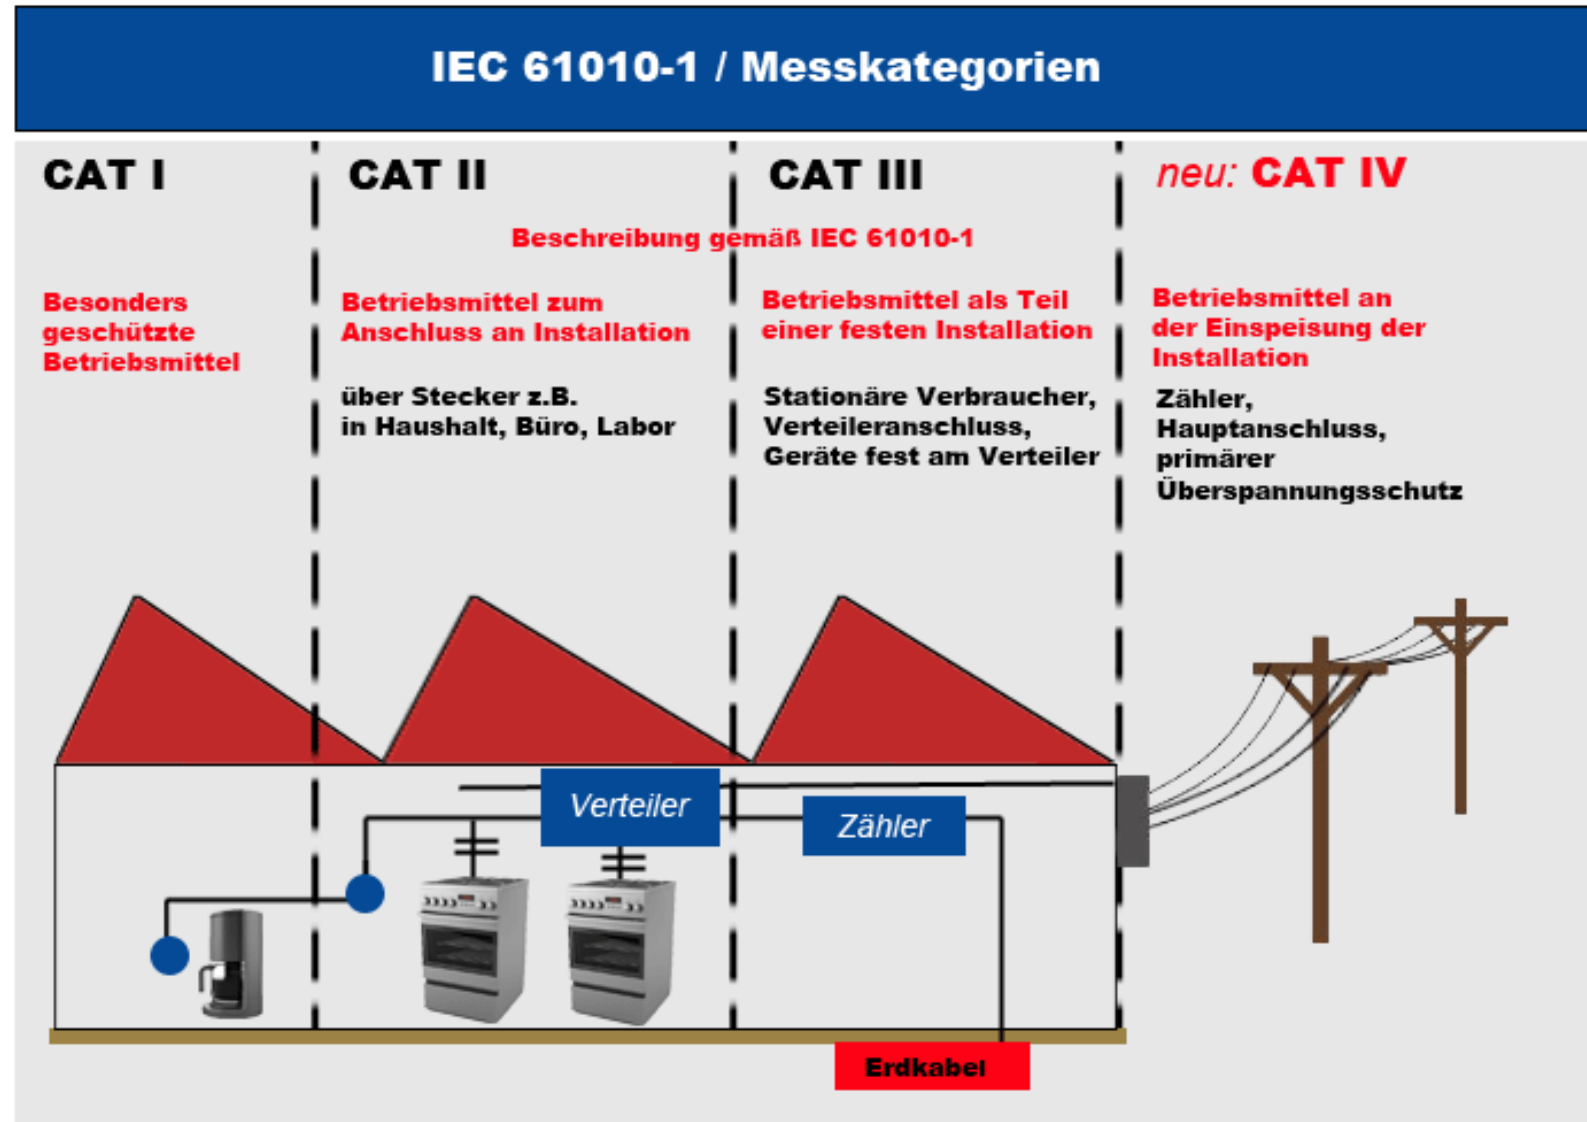 IEC 61010-1 / Messkategorien
CAT I
CAT II
CAT III
neu: CAT IV
Beschreibung gemäß IEC 61010-1
Besonders
geschützte
Betriebsmittel
Betriebsmittel zum
Anschluss an Installation
über Stecker z.B.
in Haushalt, Büro, Labor
Betriebsmittel als Teil
einer festen Installation
Stationäre Verbraucher,
Verteileranschluss,
Geräte fest am Verteiler
Betriebsmittel an
der Einspeisung der
Installation
Zähler,
Hauptanschluss,
primärer
Überspannungsschutz
Verteiler
Zähler
Erdkabel